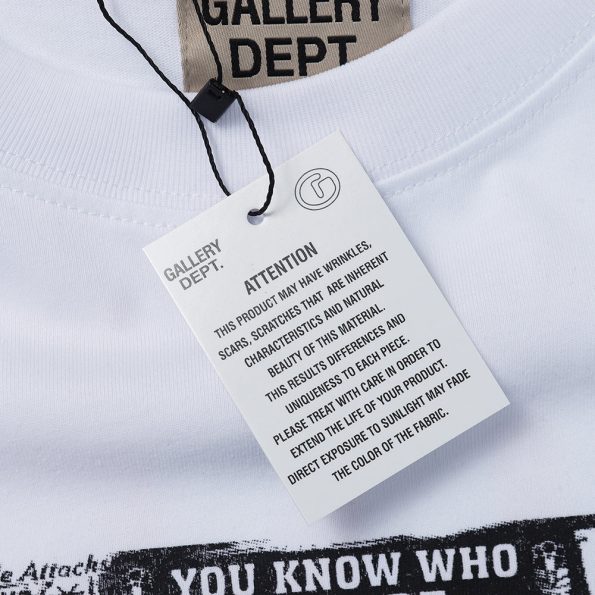 GALLERY
DEPT.
GALLERY
DEPT.
ATTENTION
THIS PRODUCT MAY HAVE WRINKLES,
SCARS, SCRATCHES THAT ARE INHERENT
CHARACTERISTICS AND NATURAL
BEAUTY OF THIS MATERIAL.
THIS RESULTS DIFFERENCES AND
UNIQUENESS TO EACH PIECE.
PLEASE TREAT WITH CARE IN ORDER TO
EXTEND THE LIFE OF YOUR PRODUCT.
DIRECT EXPOSURE TO SUNLIGHT MAY FADE
THE COLOR OF THE FABRIC.
Attacks
YOU KNOW WHO